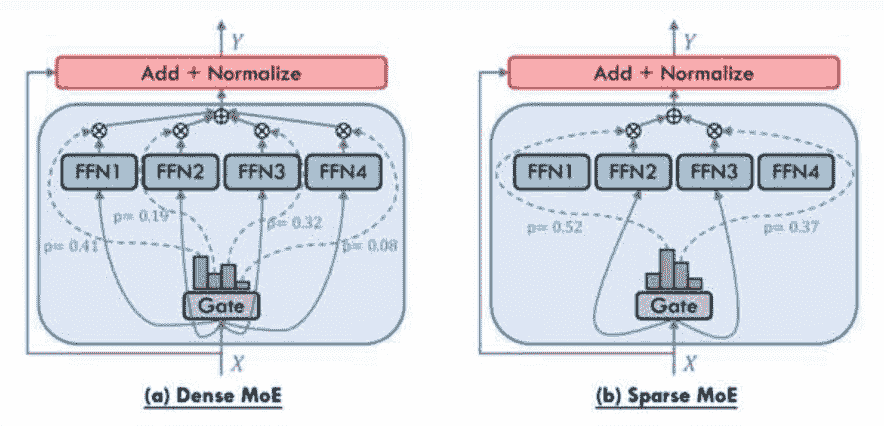 Y
Y
Add + Normalize
Add + Normalize
FFN1
FFN2
FFN3
FFN4
FFN1
FFN2
FFN3
FFN4
p= 0.19
p= 0.32
p= 0.41
p= 0.08
p= 0.52
p= 0.37
Gate
Gate
X
X
(a) Dense MoE
(b) Sparse MoE